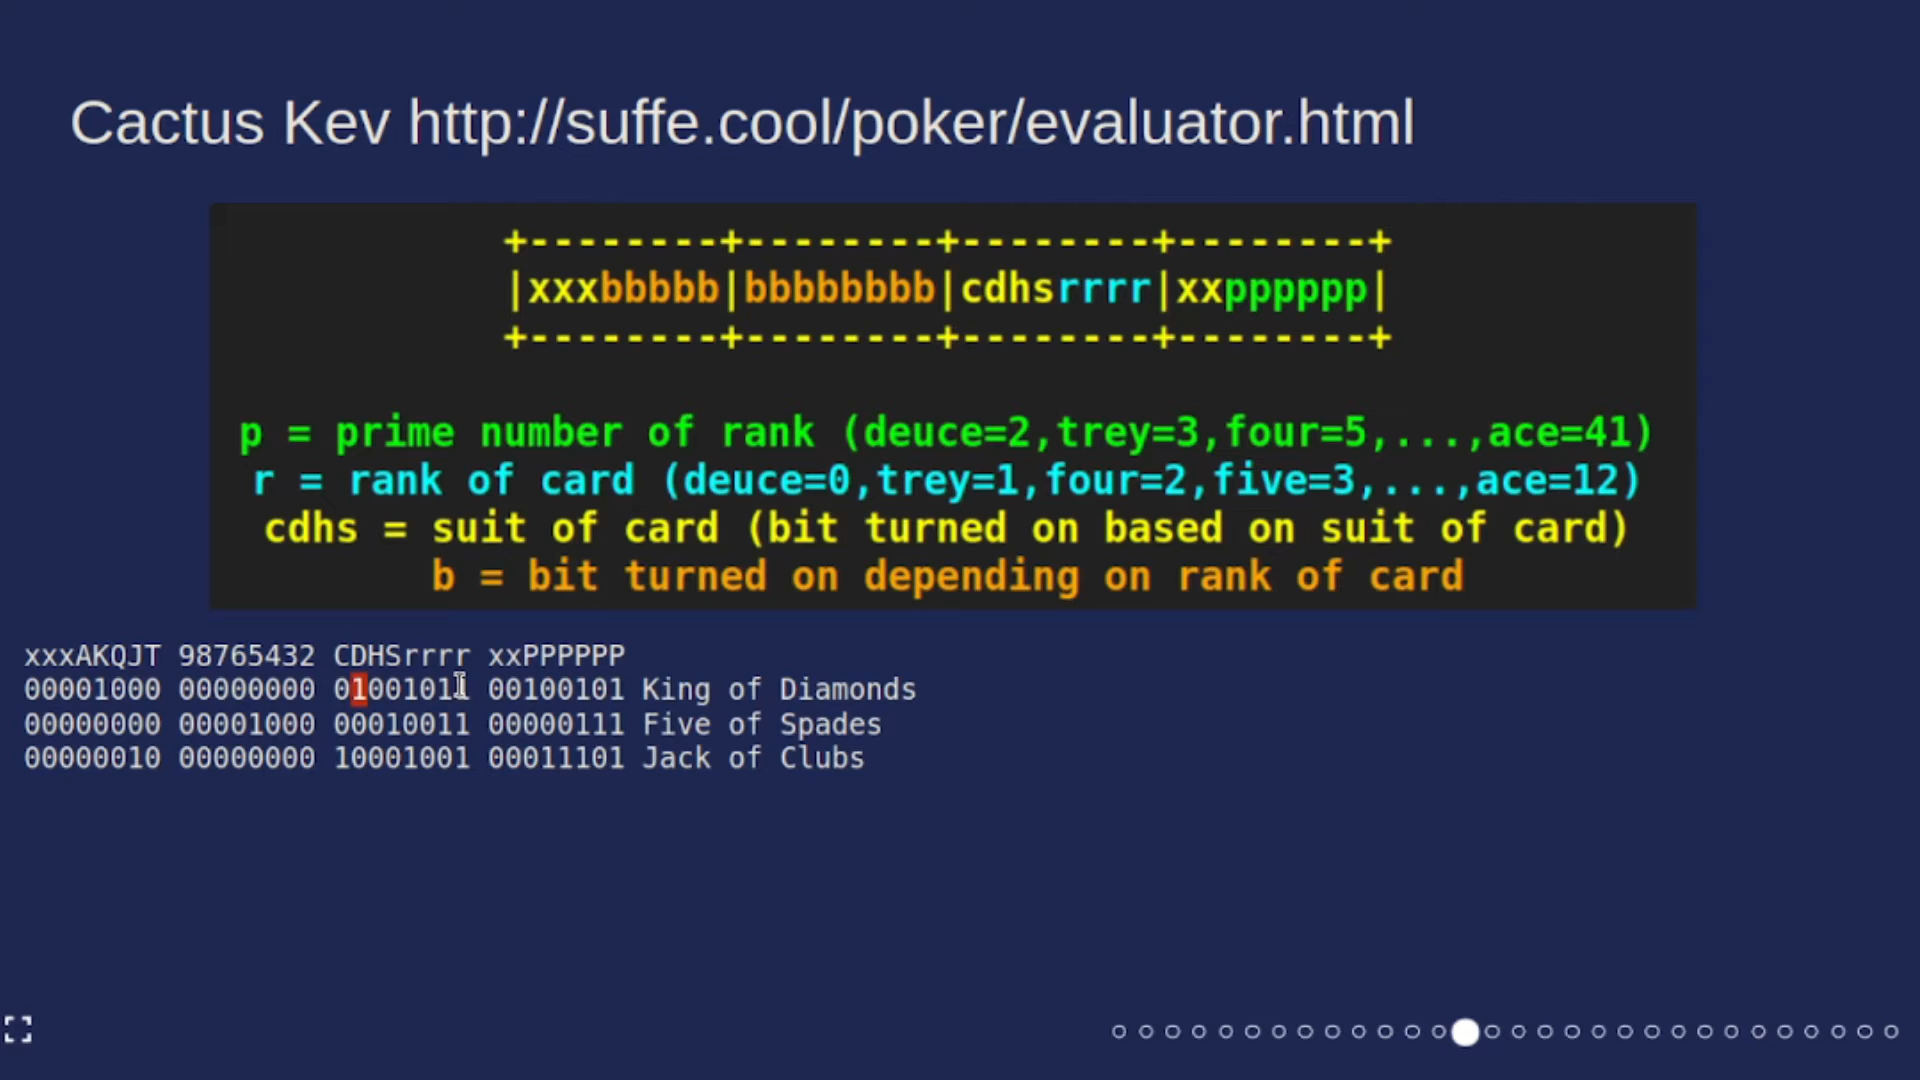 Cactus Kev http://suffe.cool/poker/evaluator.html
+--------+--------+--------+--------+
|xxxbbbbb|bbbbbbbb|cdhsrrrr|xxpppppp|
+--------+--------+--------+--------+
p = prime number of rank (deuce=2,trey=3,four=5,...,ace=41)
r = rank of card (deuce=0,trey=1,four=2,five=3,...,ace=12)
cdhs = suit of card (bit turned on based on suit of card)
b = bit turned on depending on rank of card
xxxAKQJT 98765432 CDHSrrrr xxPPPPPP
00001000 00000000 01001011 00100101 King of Diamonds
00000000 00001000 00010011 00000111 Five of Spades
00000010 00000000 10001001 00011101 Jack of Clubs